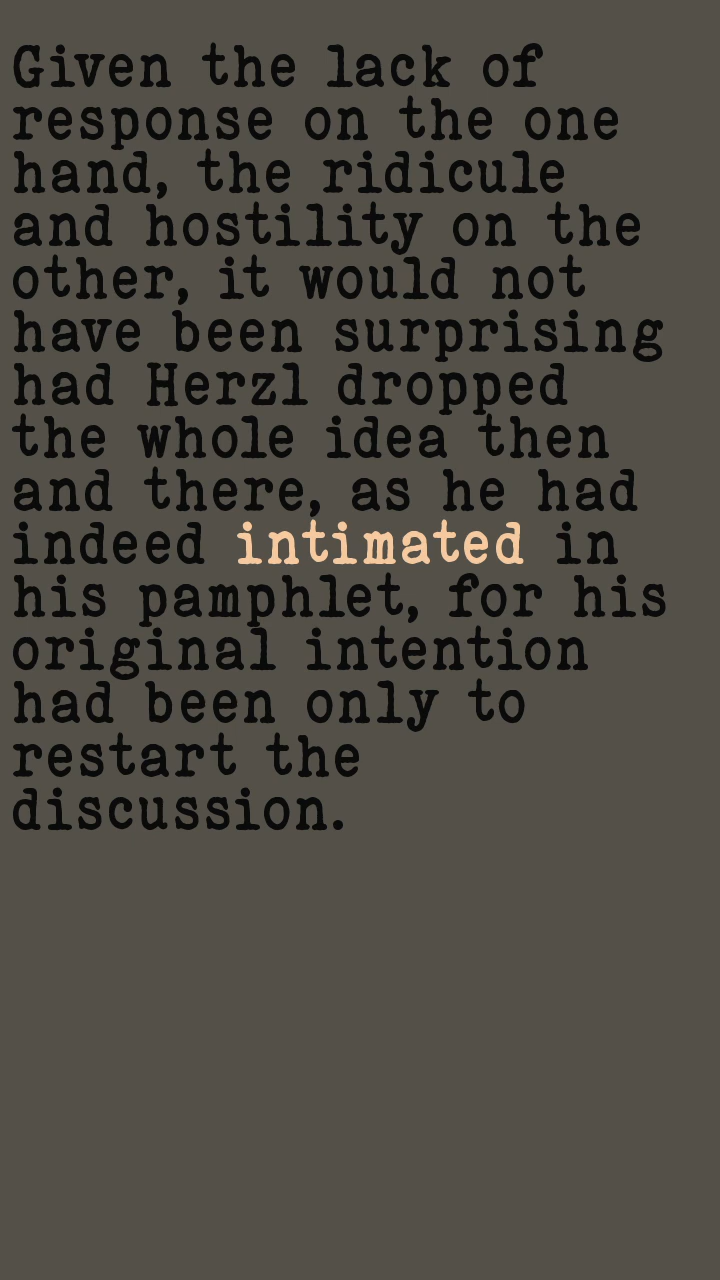 Given the lack of
response on the one
hand, the ridicule
and hostility on the
other, it would not
have been surprising
had Herzl dropped
the whole idea then
and there, as he had
indeed intimated in
his pamphlet, for his
original intention
had been only to
restart the
discussion.